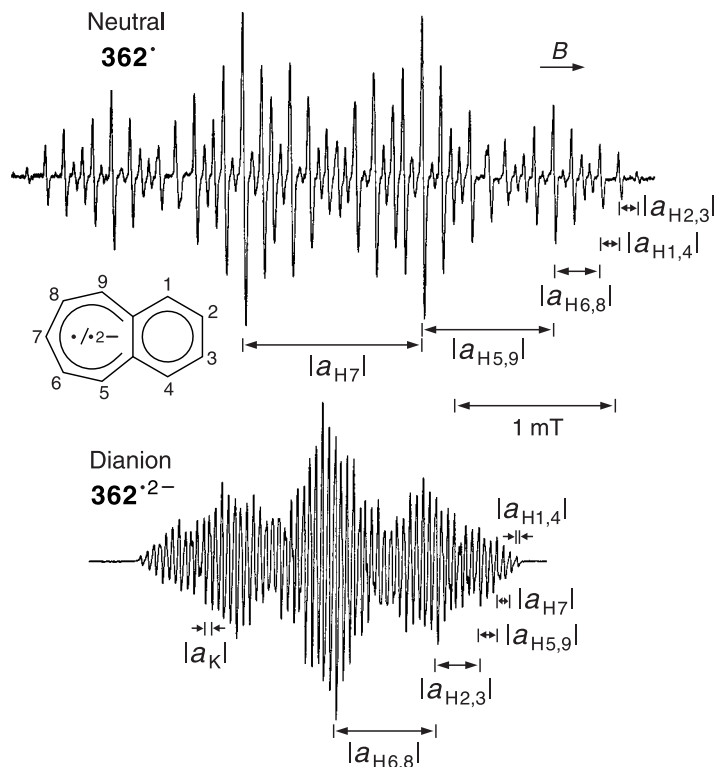 Neutral
362•
B
|aH2,3|
|aH1,4|
|aH6,8|
|aH5,9|
|aH7|
9
1
8
2
7
•/•2−
3
6
5
4
1 mT
Dianion
362•2−
|aH1,4|
|aH7|
|aH5,9|
|aK|
|aH2,3|
|aH6,8|